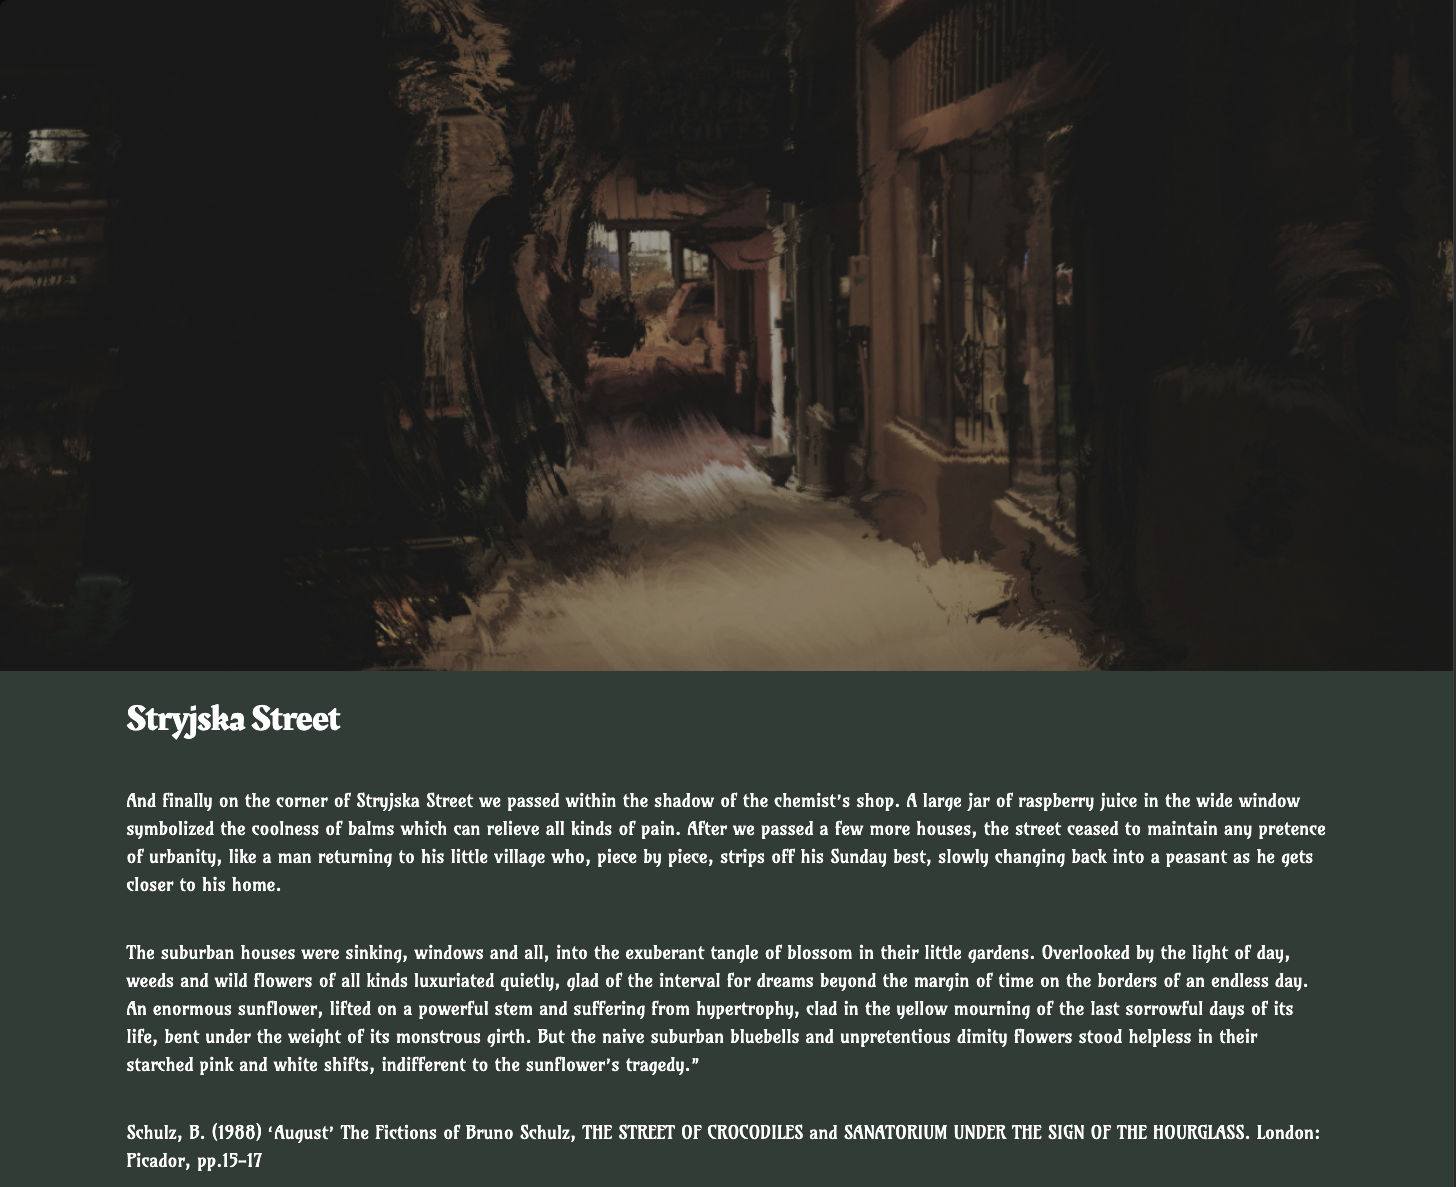 Stryjska Street
And finally on the corner of Stryjska Street we passed within the shadow of the chemist's shop. A large jar of raspberry juice in the wide window
symbolized the coolness of balms which can relieve all kinds of pain. After we passed a few more houses, the street ceased to maintain any pretence
of urbanity, like a man returning to his little village who, piece by piece, strips off his Sunday best, slowly changing back into a peasant as he gets
closer to his home.
The suburban houses were sinking, windows and all, into the exuberant tangle of blossom in their little gardens. Overlooked by the light of day,
weeds and wild flowers of all kinds luxuriated quietly, glad of the interval for dreams beyond the margin of time on the borders of an endless day.
An enormous sunflower, lifted on a powerful stem and suffering from hypertrophy, clad in the yellow mourning of the last sorrowful days of its
life, bent under the weight of its monstrous girth. But the naive suburban bluebells and unpretentious dimity flowers stood helpless in their
starched pink and white shifts, indifferent to the sunflower's tragedy.”
Schulz, B. (1988) ‘August’ The Fictions of Bruno Schulz, THE STREET OF CROCODILES and SANATORIUM UNDER THE SIGN OF THE HOURGLASS. London:
Picador, pp.15-17